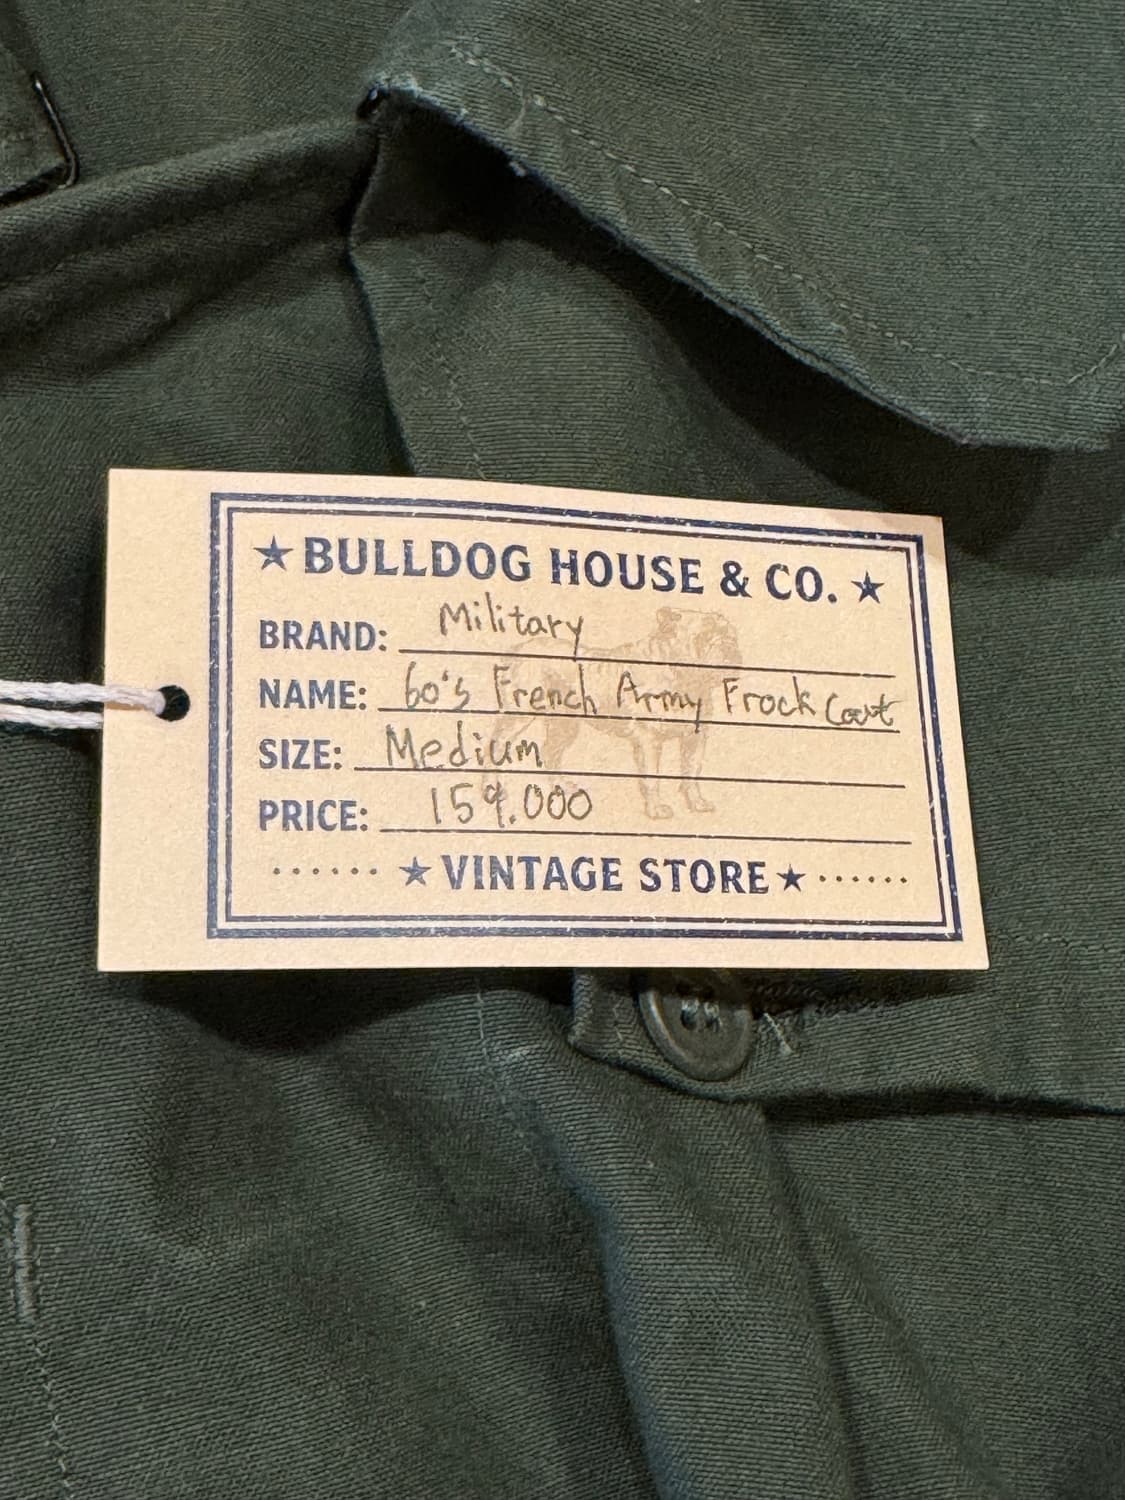 ★ BULLDOG HOUSE & CO. ★
BRAND: Military
NAME: 60's French Army Frock Coat
SIZE: Medium
PRICE: 159.000
······ ★ VINTAGE STORE ★ ······